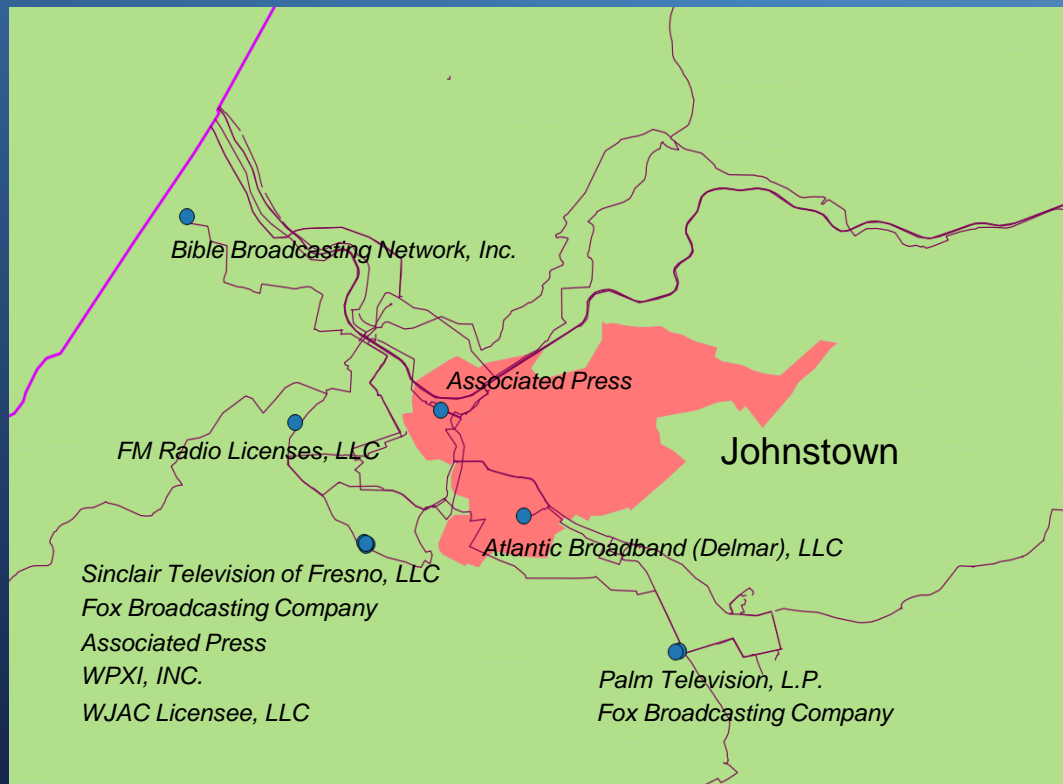 Bible Broadcasting Network, Inc.
Associated Press
FM Radio Licenses, LLC
Johnstown
Atlantic Broadband (Delmar), LLC
Sinclair Television of Fresno, LLC
Fox Broadcasting Company
Associated Press
WPXI, INC.
WJAC Licensee, LLC
Palm Television, L.P.
Fox Broadcasting Company